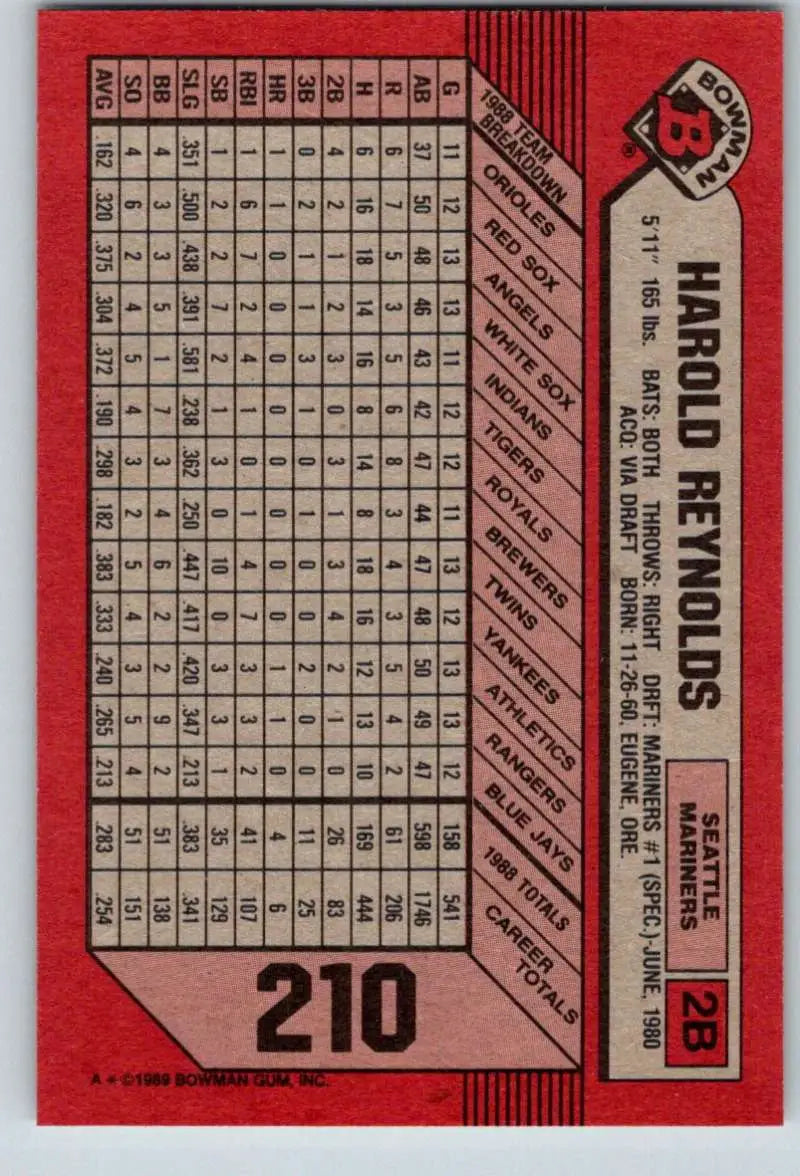 BOWMAN
B
®
HAROLD REYNOLDS
SEATTLE
MARINERS
2B
5'11" 165 lbs. BATS: BOTH THROWS: RIGHT DRFT: MARINERS #1 (SPEC.)-JUNE, 1980
ACQ: VIA DRAFT BORN: 11-26-60, EUGENE, ORE.
1988 TEAM
BREAKDOWN
ORIOLES
RED SOX
ANGELS
WHITE SOX
INDIANS
TIGERS
ROYALS
BREWERS
TWINS
YANKEES
ATHLETICS
RANGERS
BLUE JAYS
1988 TOTALS
CAREER
TOTALS
G 11 12 13 13 11 12 12 11 13 12 13 13 12 158 541
AB 37 50 48 46 43 42 47 44 47 48 50 49 47 598 1746
R 6 7 5 3 5 6 8 3 4 3 5 4 2 61 206
H 6 16 18 14 16 8 14 8 18 16 12 13 10 169 444
2B 4 2 1 2 3 0 3 1 3 4 2 1 0 26 83
3B 0 2 1 1 3 1 0 1 0 0 2 0 0 11 25
HR 1 1 0 0 0 0 0 0 0 0 1 1 0 4 6
RBI 1 6 7 2 4 1 0 1 4 7 3 3 2 41 107
SB 1 2 2 7 2 1 3 0 10 0 3 3 1 35 129
SLG .351 .500 .438 .391 .581 .238 .362 .250 .447 .417 .420 .347 .213 .383 .341
BB 4 3 3 5 1 7 3 4 6 2 2 9 2 51 138
SO 4 6 2 4 5 4 3 2 5 4 3 5 4 51 151
AVG .162 .320 .375 .304 .372 .190 .298 .182 .383 .333 .240 .265 .213 .283 .254
210
A * ©1989 BOWMAN GUM, INC.